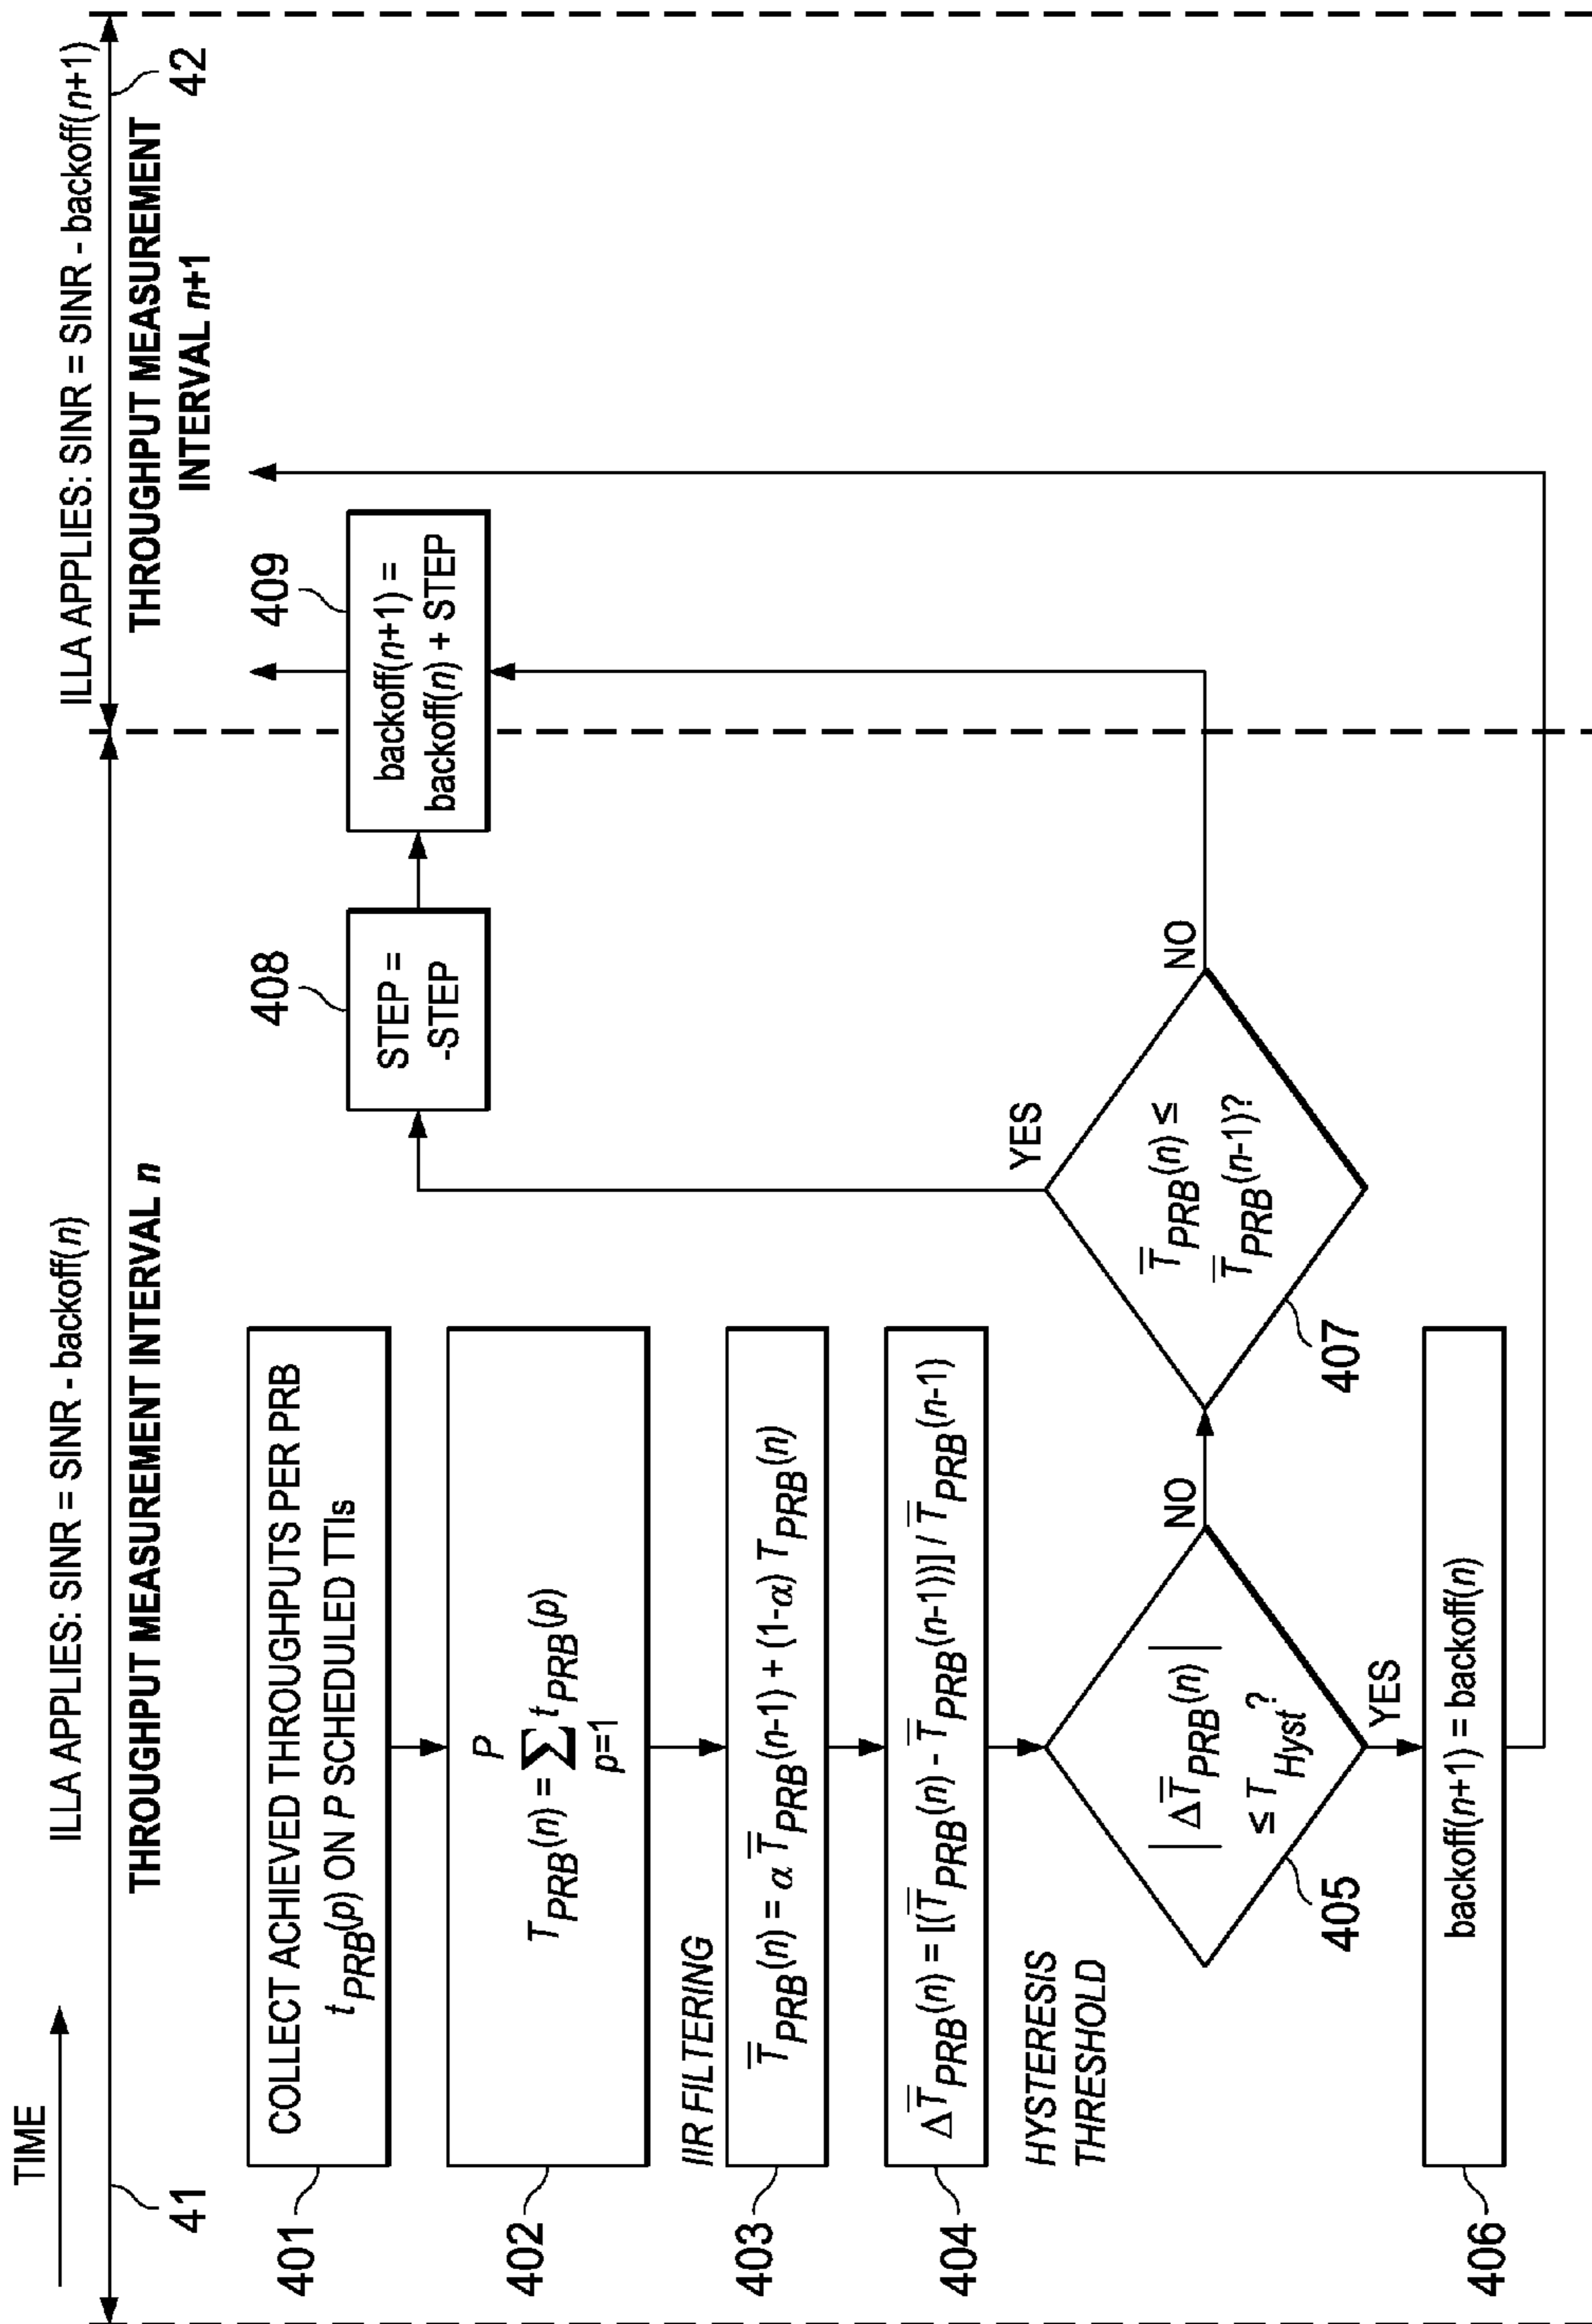 TIME
ILLA APPLIES: SINR = SINR - backoff(n)
ILLA APPLIES: SINR = SINR - backoff(n+1)
41
THROUGHPUT MEASUREMENT INTERVAL n
42
THROUGHPUT MEASUREMENT
INTERVAL n+1
401
COLLECT ACHIEVED THROUGHPUTS PER PRB
t_PRB(p) ON P SCHEDULED TTIs
402
T_PRB(n) = P ∑ p=1 t_PRB(p)
IIR FILTERING
403
T̅_PRB(n) = α T̅_PRB(n-1) + (1-α) T_PRB(n)
404
ΔT̅_PRB(n) = [(T̅_PRB(n) - T̅_PRB(n-1))] / T̅_PRB(n-1)
HYSTERESIS
THRESHOLD
405
|ΔT̅_PRB(n)|
≤ T_Hyst?
NO
YES
406
backoff(n+1) = backoff(n)
407
T̅_PRB(n) ≤
T̅_PRB(n-1)?
YES
NO
408
STEP =
-STEP
409
backoff(n+1) =
backoff(n) + STEP